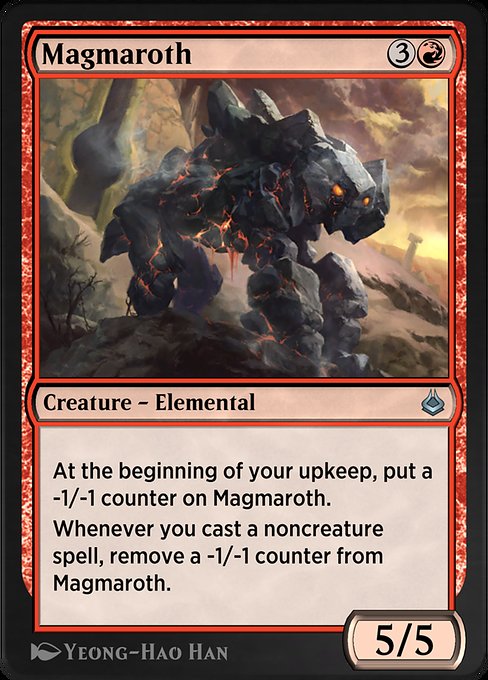 Magmaroth 3
Creature – Elemental
At the beginning of your upkeep, put a
-1/-1 counter on Magmaroth.
Whenever you cast a noncreature
spell, remove a -1/-1 counter from
Magmaroth.
5/5
Yeong-Hao Han